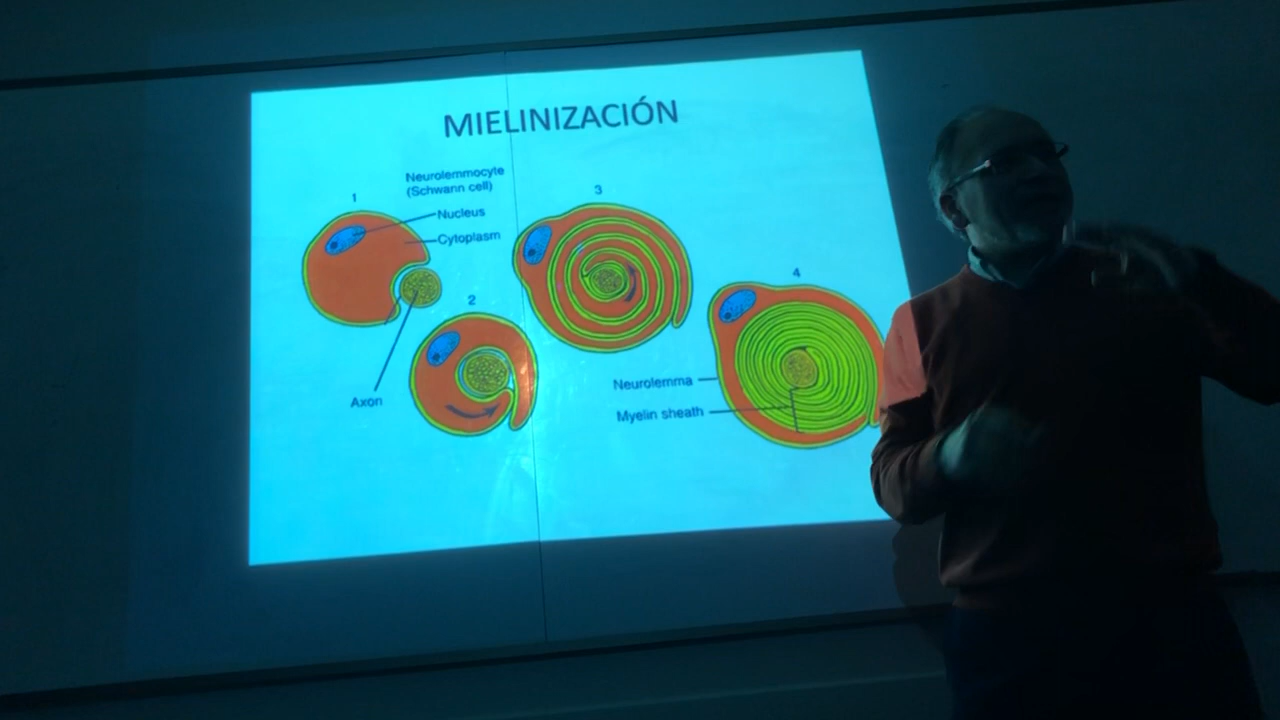 MIELINIZACIÓN
Neurolemmocyte
(Schwann cell)
1
Nucleus
Cytoplasm
Axon
2
3
4
Neurolemma
Myelin sheath